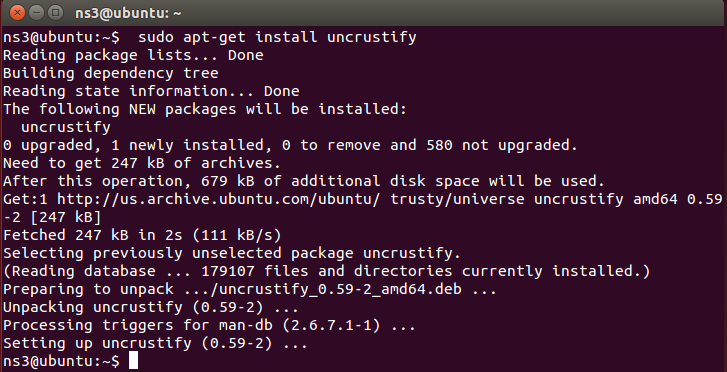 ns3@ubuntu: ~
ns3@ubuntu:~$  sudo apt-get install uncrustify
Reading package lists... Done
Building dependency tree
Reading state information... Done
The following NEW packages will be installed:
  uncrustify
0 upgraded, 1 newly installed, 0 to remove and 580 not upgraded.
Need to get 247 kB of archives.
After this operation, 679 kB of additional disk space will be used.
Get:1 http://us.archive.ubuntu.com/ubuntu/ trusty/universe uncrustify amd64 0.59
-2 [247 kB]
Fetched 247 kB in 2s (111 kB/s)
Selecting previously unselected package uncrustify.
(Reading database ... 179107 files and directories currently installed.)
Preparing to unpack .../uncrustify_0.59-2_amd64.deb ...
Unpacking uncrustify (0.59-2) ...
Processing triggers for man-db (2.6.7.1-1) ...
Setting up uncrustify (0.59-2) ...
ns3@ubuntu:~$